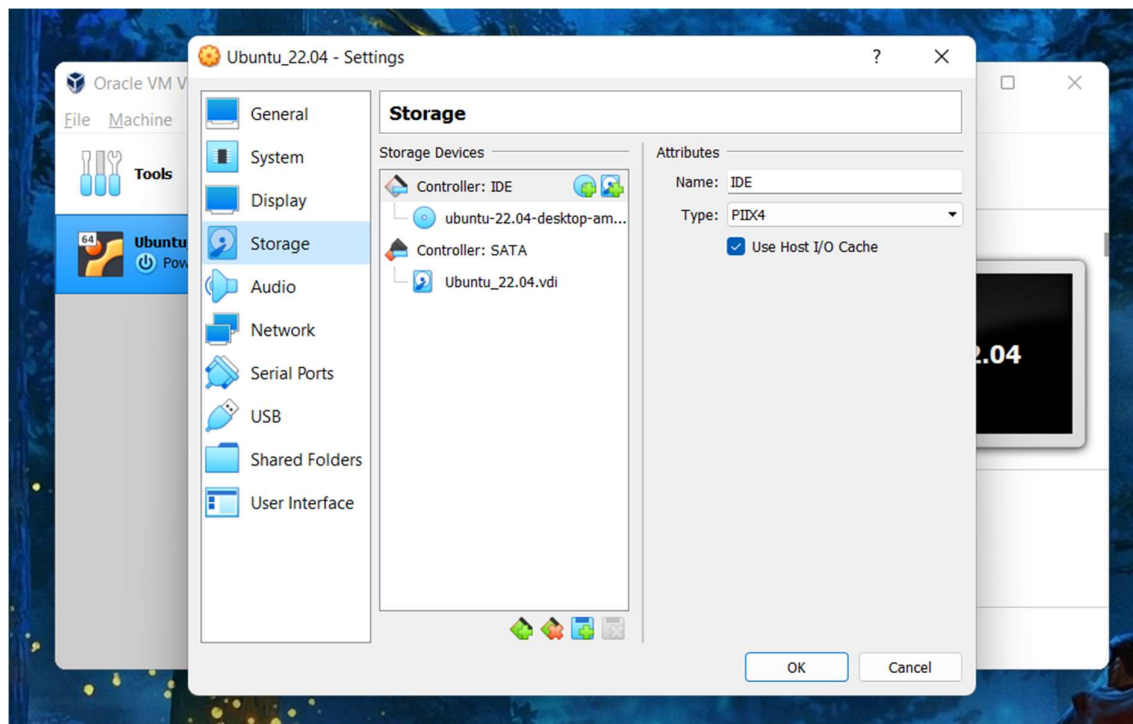 Ubuntu_22.04 - Settings
?
Oracle VM V
File Machine
Tools
64
Ubuntu
Pow
General
System
Display
Storage
Audio
Network
Serial Ports
USB
Shared Folders
User Interface
Storage
Storage Devices
Controller: IDE
ubuntu-22.04-desktop-am...
Controller: SATA
Ubuntu_22.04.vdi
Attributes
Name: IDE
Type: PIIX4
Use Host I/O Cache
2.04
OK
Cancel